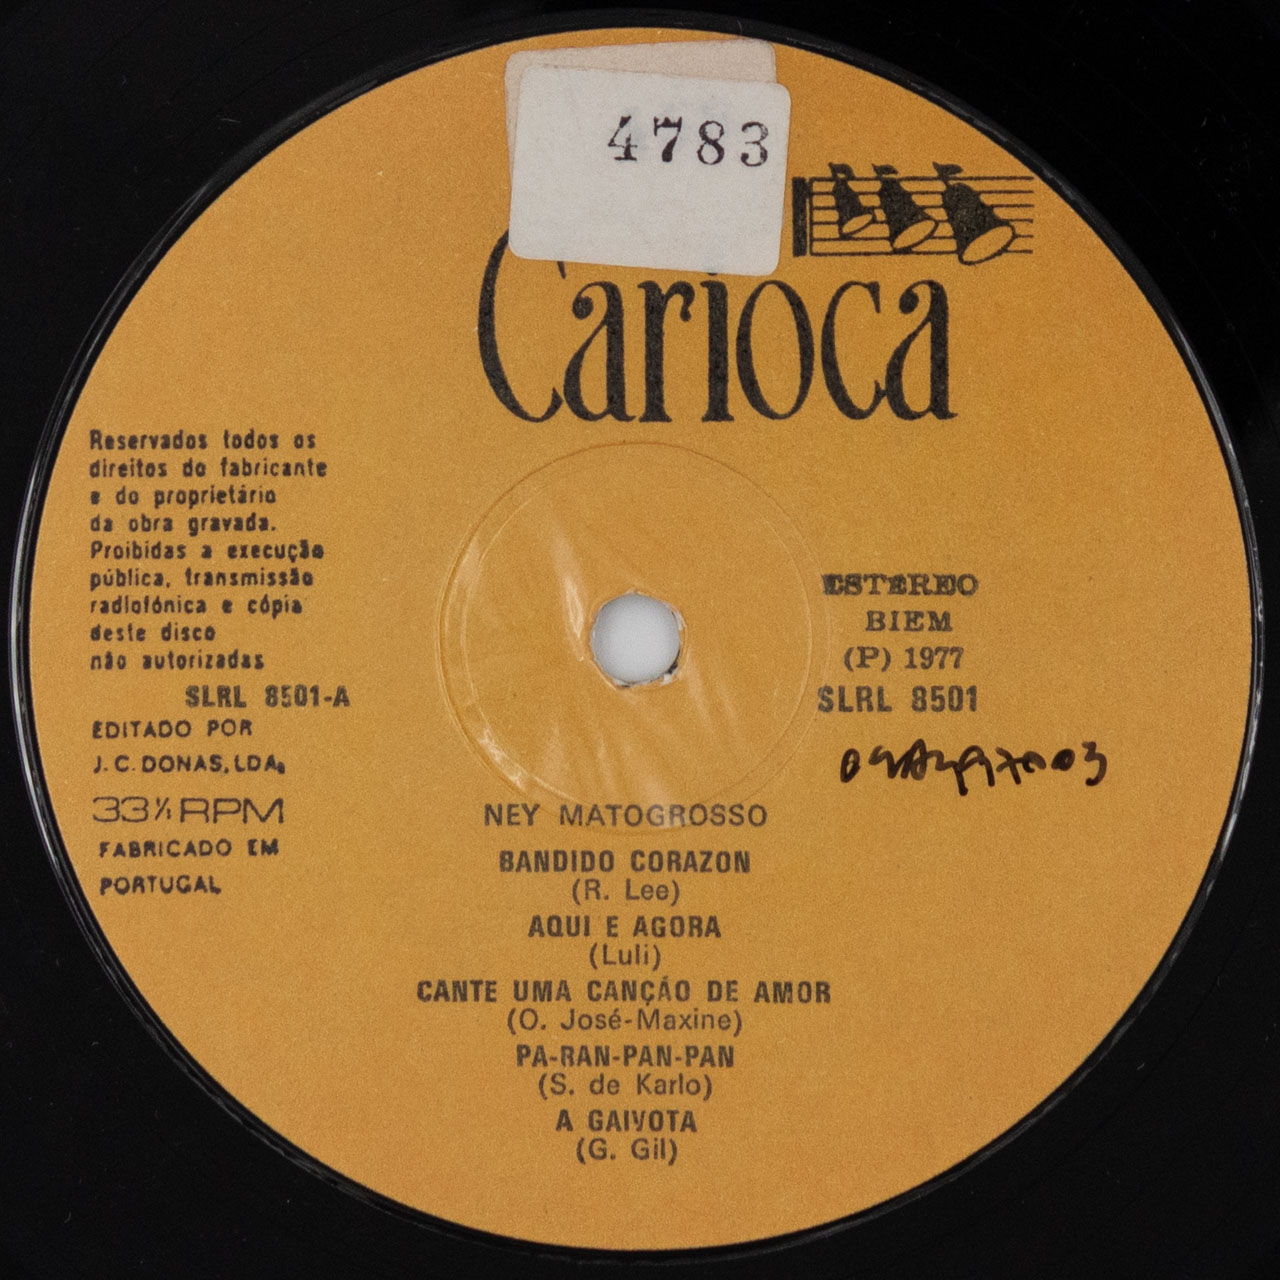 4783
Carioca
Reservados todos os
direitos do fabricante
e do proprietário
da obra gravada.
Proibidas a execução
pública, transmissão
radiofónica e cópia
deste disco
não autorizadas
SLRL 8501-A
EDITADO POR
J. C. DONAS, LDA.
33⅓ RPM
FABRICADO EM
PORTUGAL
ESTEREO
BIEM
(P) 1977
SLRL 8501
NEY MATOGROSSO
BANDIDO CORAZON
(R. Lee)
AQUI E AGORA
(Luli)
CANTE UMA CANÇÁO DE AMOR
(O. José-Maxine)
PA-RAN-PAN-PAN
(S. de Karlo)
A GAIVOTA
(G. Gil)